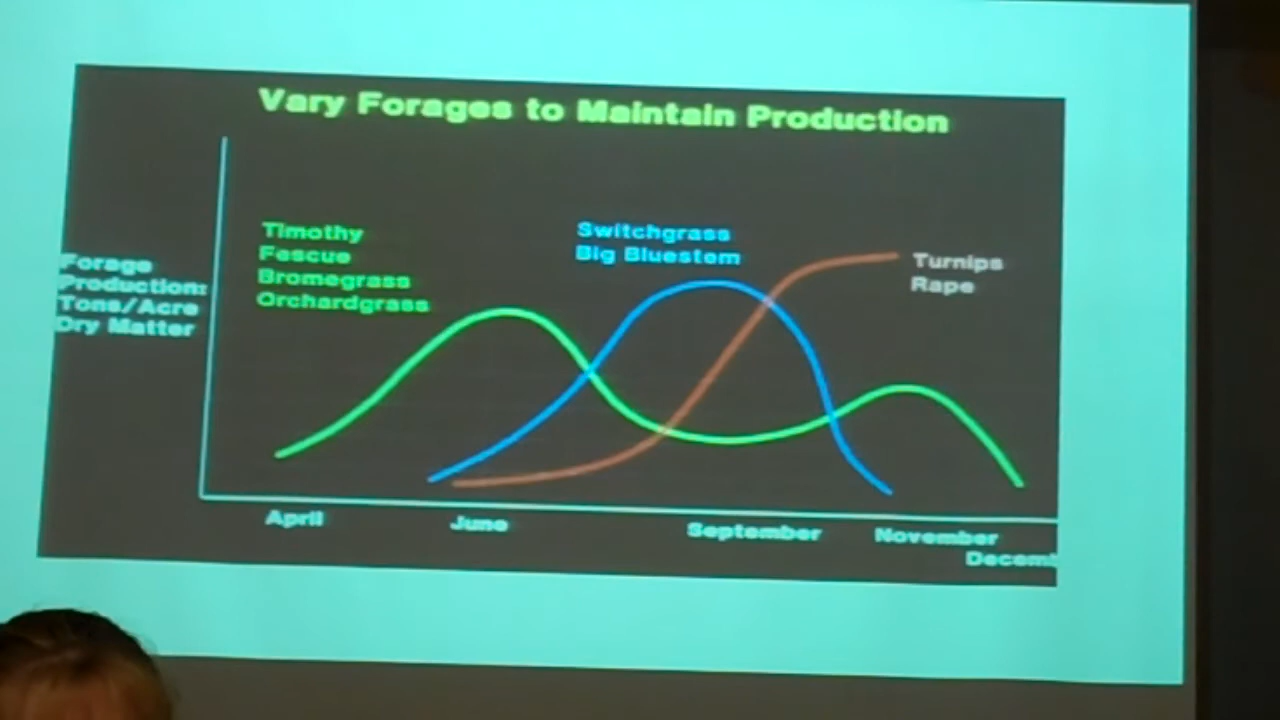 Vary Forages to Maintain Production
Timothy
Fescue
Bromegrass
Orchardgrass
Switchgrass
Big Bluestem
Turnips
Rape
Forage
Production:
Tons/Acre
Dry Matter
April
June
September
November
Decem